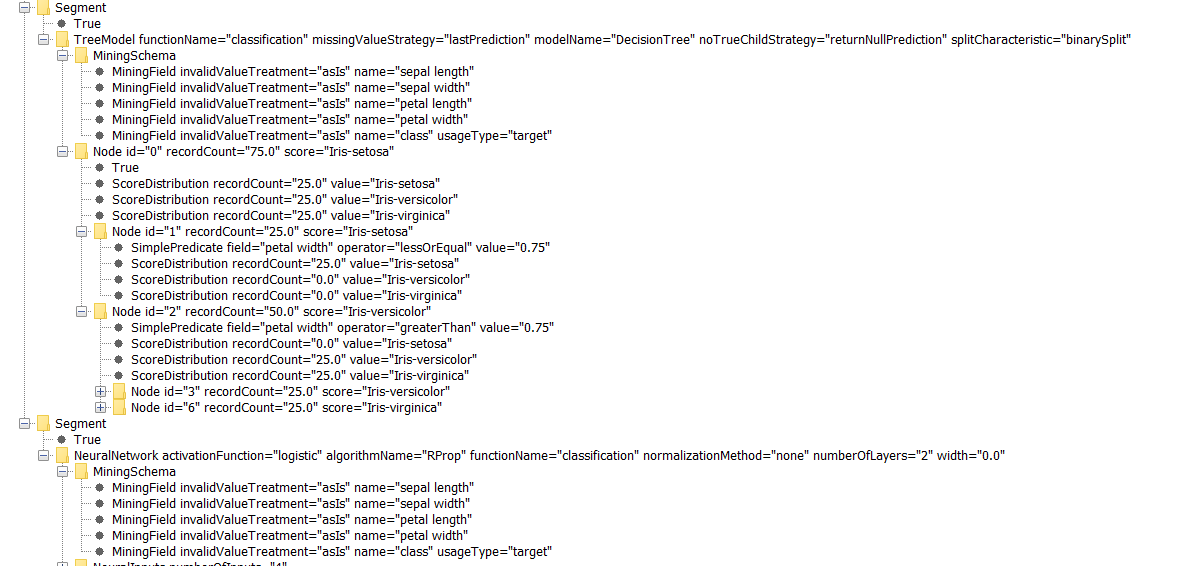 Segment
True
TreeModel functionName="classification" missingValueStrategy="lastPrediction" modelName="DecisionTree" noTrueChildStrategy="returnNullPrediction" splitCharacteristic="binarySplit"
MiningSchema
MiningField invalidValueTreatment="asIs" name="sepal length"
MiningField invalidValueTreatment="asIs" name="sepal width"
MiningField invalidValueTreatment="asIs" name="petal length"
MiningField invalidValueTreatment="asIs" name="petal width"
MiningField invalidValueTreatment="asIs" name="class" usageType="target"
Node id="0" recordCount="75.0" score="Iris-setosa"
True
ScoreDistribution recordCount="25.0" value="Iris-setosa"
ScoreDistribution recordCount="25.0" value="Iris-versicolor"
ScoreDistribution recordCount="25.0" value="Iris-virginica"
Node id="1" recordCount="25.0" score="Iris-setosa"
SimplePredicate field="petal width" operator="lessOrEqual" value="0.75"
ScoreDistribution recordCount="25.0" value="Iris-setosa"
ScoreDistribution recordCount="0.0" value="Iris-versicolor"
ScoreDistribution recordCount="0.0" value="Iris-virginica"
Node id="2" recordCount="50.0" score="Iris-versicolor"
SimplePredicate field="petal width" operator="greaterThan" value="0.75"
ScoreDistribution recordCount="0.0" value="Iris-setosa"
ScoreDistribution recordCount="25.0" value="Iris-versicolor"
ScoreDistribution recordCount="25.0" value="Iris-virginica"
Node id="3" recordCount="25.0" score="Iris-versicolor"
Node id="6" recordCount="25.0" score="Iris-virginica"
Segment
True
NeuralNetwork activationFunction="logistic" algorithmName="RProp" functionName="classification" normalizationMethod="none" numberOfLayers="2" width="0.0"
MiningSchema
MiningField invalidValueTreatment="asIs" name="sepal length"
MiningField invalidValueTreatment="asIs" name="sepal width"
MiningField invalidValueTreatment="asIs" name="petal length"
MiningField invalidValueTreatment="asIs" name="petal width"
MiningField invalidValueTreatment="asIs" name="class" usageType="target"
NeuralInputs numberOfInputs="4"